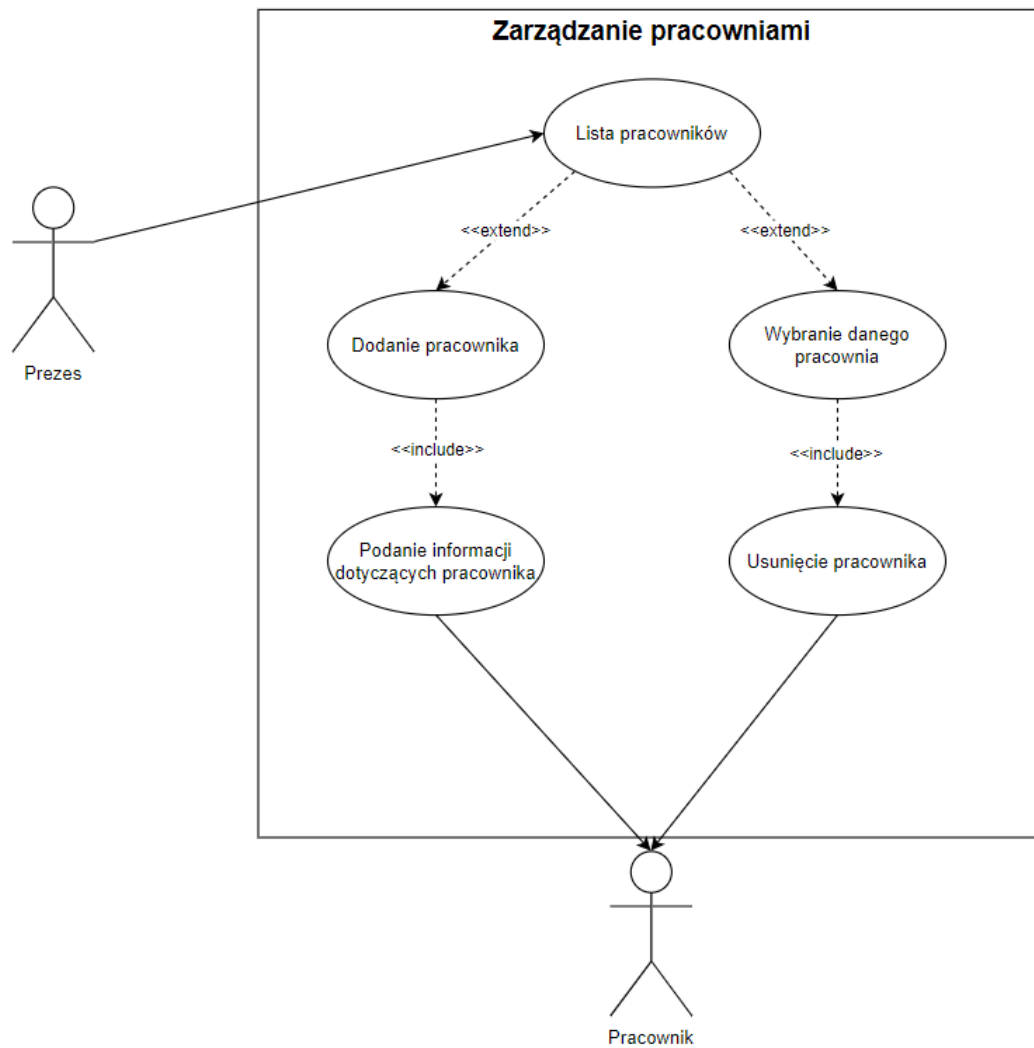 Zarządzanie pracowniami
Lista pracowników
<<extend>>
<<extend>>
Prezes
Dodanie pracownika
Wybranie danego
pracownia
<<include>>
<<include>>
Podanie informacji
dotyczących pracownika
Usunięcie pracownika
Pracownik